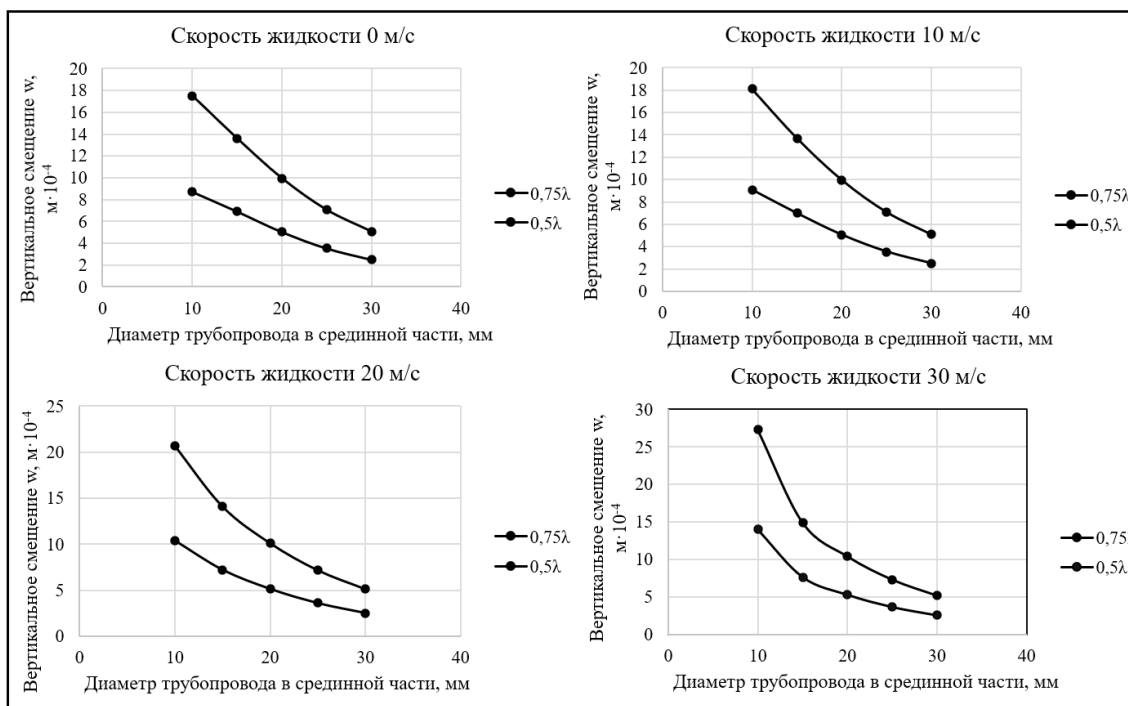 Скорость жидкости 0 м/с
Вертикальное смещение w,
м·10⁻⁴
20
18
16
14
12
10
8
6
4
2
0
0 10 20 30 40
Диаметр трубопровода в срединной части, мм
0,75λ
0,5λ
Скорость жидкости 10 м/с
Вертикальное смещение w,
м·10⁻⁴
20
18
16
14
12
10
8
6
4
2
0
0 10 20 30 40
Диаметр трубопровода в срединной части, мм
0,75λ
0,5λ
Скорость жидкости 20 м/с
Вертикальное смещение w, м·10⁻⁴
25
20
15
10
5
0
0 10 20 30 40
Диаметр трубопровода в срединной части, мм
0,75λ
0,5λ
Скорость жидкости 30 м/с
Вертикальное смещение w,
м·10⁻⁴
30
25
20
15
10
5
0
0 10 20 30 40
Диаметр трубопровода в срединной части, мм
0,75λ
0,5λ